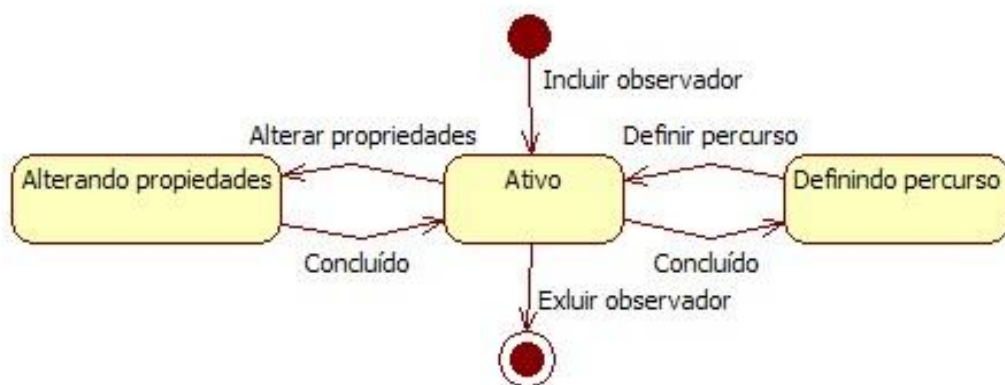 Incluir observador
Alterar propriedades
Definir percurso
Alterando propiedades
Ativo
Definindo percurso
Concluído
Concluído
Exluir observador